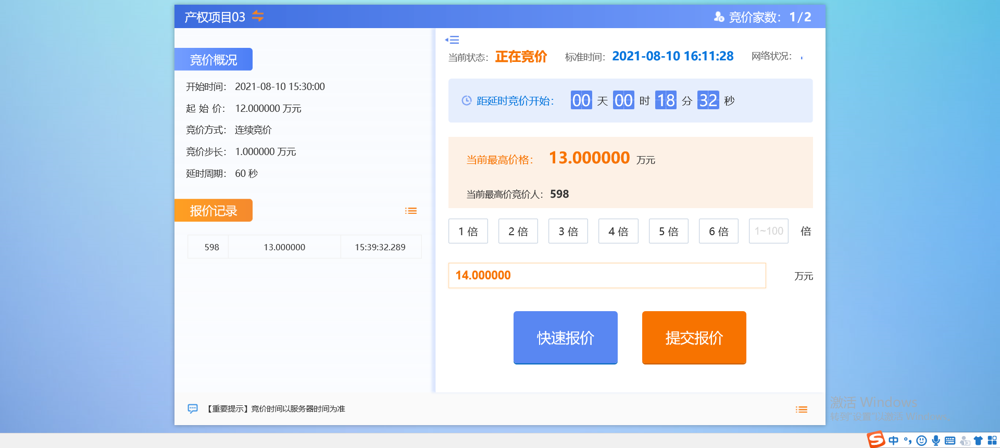 产权项目03
竞价家数： 1/2
竞价概况
开始时间： 2021-08-10 15:30:00
起 始 价： 12.000000 万元
竞价方式： 连续竞价
竞价步长： 1.000000 万元
延时周期： 60 秒
报价记录
598 13.000000 15:39:32.289
当前状态： 正在竞价 标准时间： 2021-08-10 16:11:28 网络状况：
距延时竞价开始： 00 天 00 时 18 分 32 秒
当前最高价格： 13.000000 万元
当前最高价竞价人： 598
1 倍 2 倍 3 倍 4 倍 5 倍 6 倍 1~100 倍
14.000000 万元
快速报价 提交报价
【重要提示】竞价时间以服务器时间为准
激活 Windows
转到"设置"以激活 Windows。
S 中